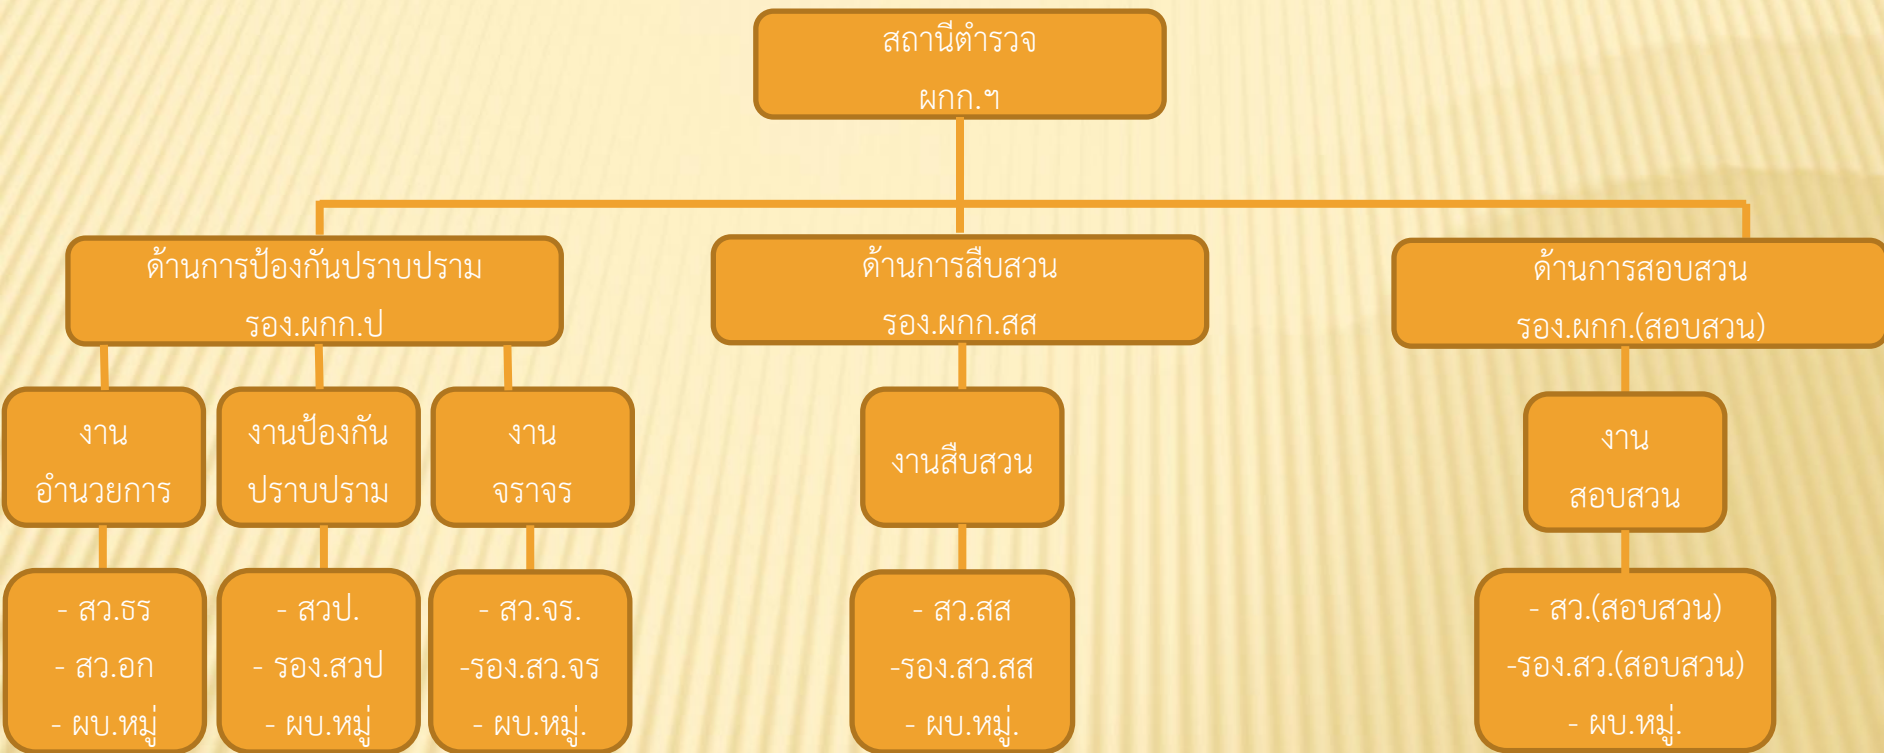 สถานีตำรวจ
ผกก.ฯ
ด้านการป้องกันปราบปราม
รอง.ผกก.ป
ด้านการสืบสวน
รอง.ผกก.สส
ด้านการสอบสวน
รอง.ผกก.(สอบสวน)
งาน
อำนวยการ
งานป้องกัน
ปราบปราม
งาน
จราจร
งานสืบสวน
งาน
สอบสวน
- สว.ธร
- สว.อก
- ผบ.หมู่
- สวป.
- รอง.สวป
- ผบ.หมู่
- สว.จร.
-รอง.สว.จร
- ผบ.หมู่.
- สว.สส
-รอง.สว.สส
- ผบ.หมู่.
- สว.(สอบสวน)
-รอง.สว.(สอบสวน)
- ผบ.หมู่.